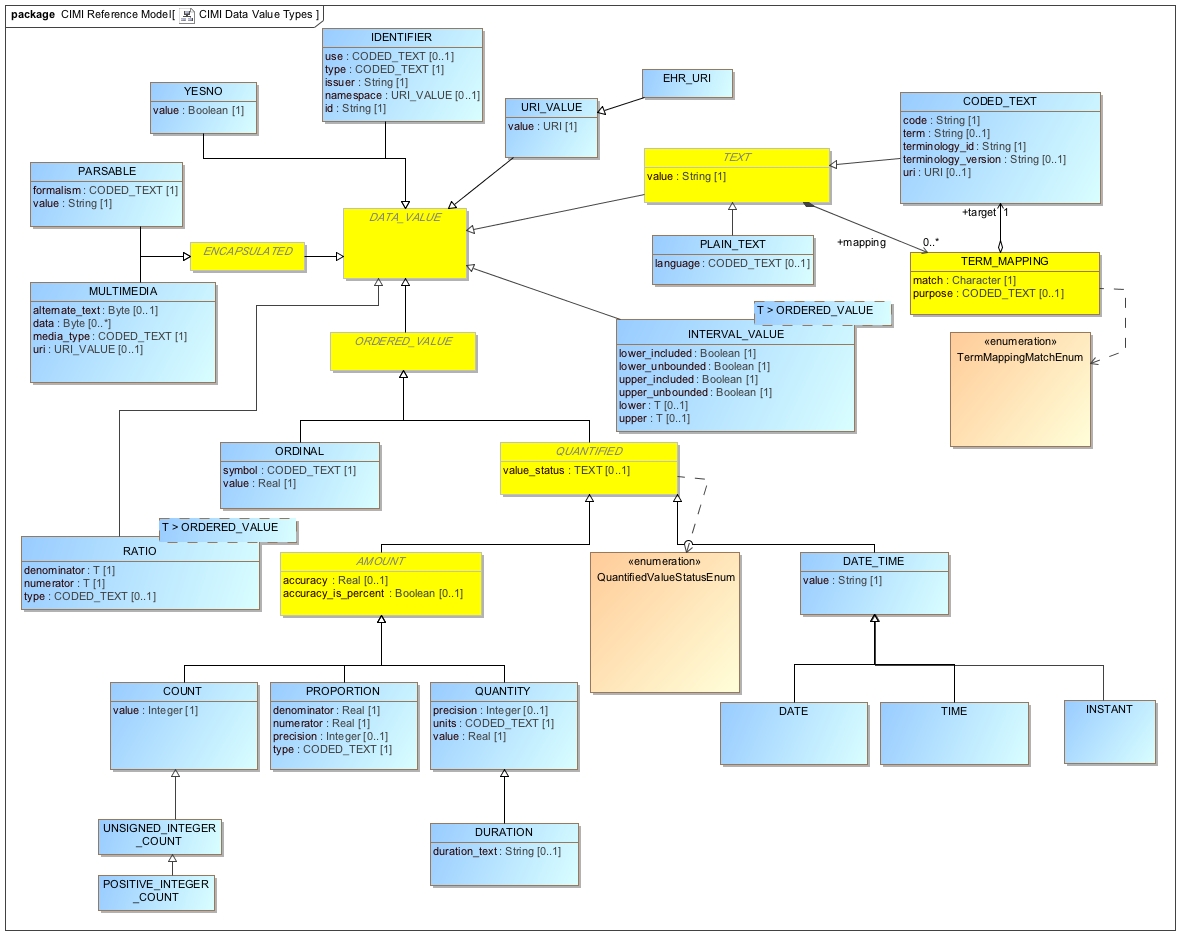 package CIMI Reference Model[ CIMI Data Value Types ]
IDENTIFIER
use : CODED_TEXT [0..1]
type : CODED_TEXT [1]
issuer : String [1]
namespace : URI_VALUE [0..1]
id : String [1]
YESNO
value : Boolean [1]
URI_VALUE
value : URI [1]
EHR_URI
CODED_TEXT
code : String [1]
term : String [0..1]
terminology_id : String [1]
terminology_version : String [0..1]
uri : URI [0..1]
TEXT
value : String [1]
PARSABLE
formalism : CODED_TEXT [1]
value : String [1]
ENCAPSULATED
DATA_VALUE
PLAIN_TEXT
language : CODED_TEXT [0..1]
+target 1
+mapping 0..*
TERM_MAPPING
match : Character [1]
purpose : CODED_TEXT [0..1]
MULTIMEDIA
alternate_text : Byte [0..1]
data : Byte [0..*]
media_type : CODED_TEXT [1]
uri : URI_VALUE [0..1]
T > ORDERED_VALUE
INTERVAL_VALUE
lower_included : Boolean [1]
lower_unbounded : Boolean [1]
upper_included : Boolean [1]
upper_unbounded : Boolean [1]
lower : T [0..1]
upper : T [0..1]
«enumeration»
TermMappingMatchEnum
ORDERED_VALUE
ORDINAL
symbol : CODED_TEXT [1]
value : Real [1]
QUANTIFIED
value_status : TEXT [0..1]
T > ORDERED_VALUE
RATIO
denominator : T [1]
numerator : T [1]
type : CODED_TEXT [0..1]
AMOUNT
accuracy : Real [0..1]
accuracy_is_percent : Boolean [0..1]
«enumeration»
QuantifiedValueStatusEnum
DATE_TIME
value : String [1]
COUNT
value : Integer [1]
PROPORTION
denominator : Real [1]
numerator : Real [1]
precision : Integer [0..1]
type : CODED_TEXT [1]
QUANTITY
precision : Integer [0..1]
units : CODED_TEXT [1]
value : Real [1]
DATE
TIME
INSTANT
UNSIGNED_INTEGER
_COUNT
DURATION
duration_text : String [0..1]
POSITIVE_INTEGER
_COUNT